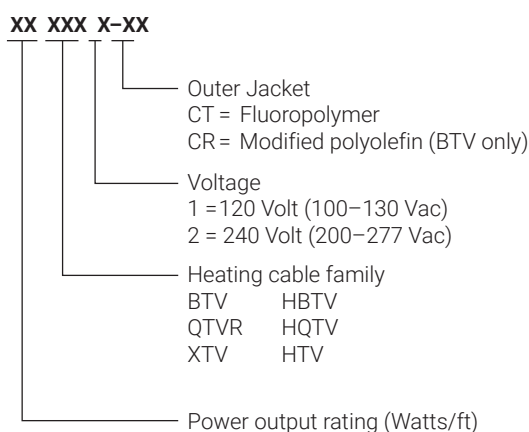 XX XXX X–XX
Outer Jacket
CT = Fluoropolymer
CR = Modified polyolefin (BTV only)
Voltage
1 =120 Volt (100–130 Vac)
2 = 240 Volt (200–277 Vac)
Heating cable family
BTV HBTV
QTVR HQTV
XTV HTV
Power output rating (Watts/ft)